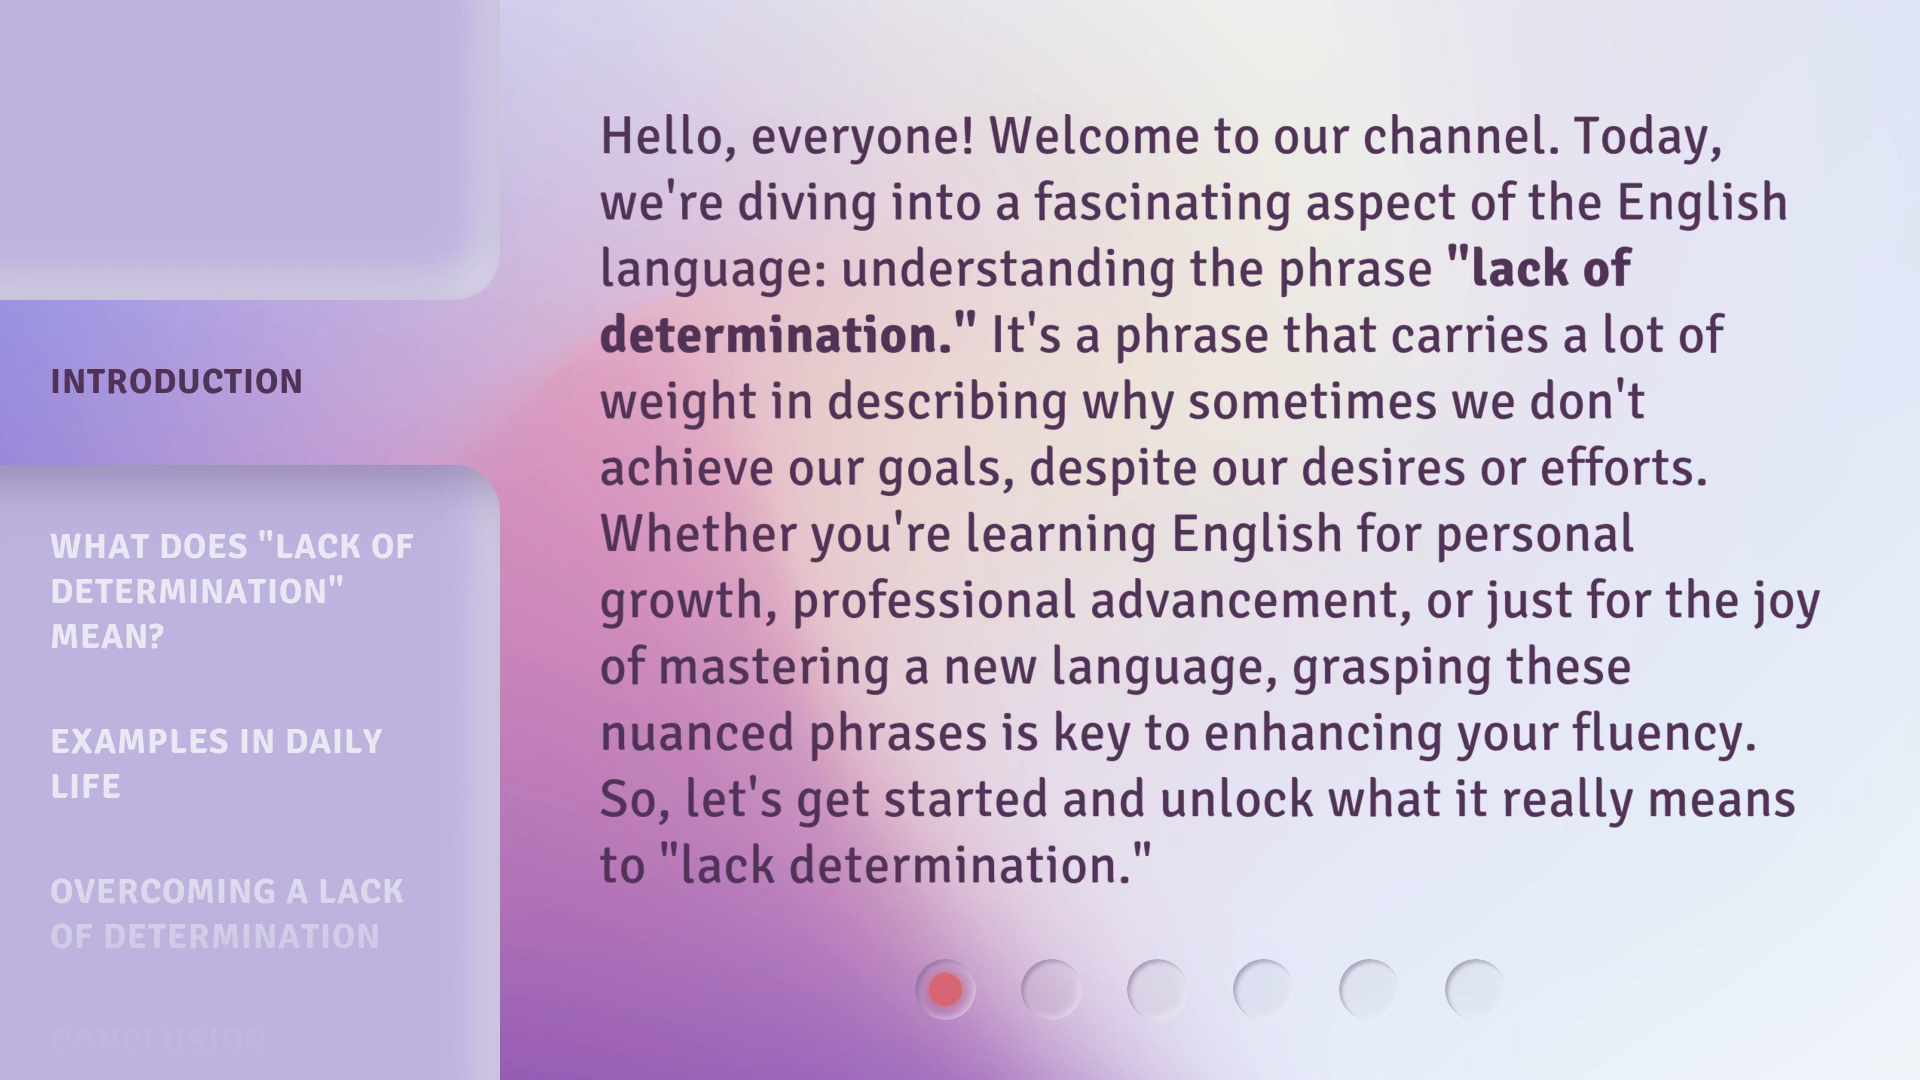 INTRODUCTION
WHAT DOES "LACK OF
DETERMINATION"
MEAN?
EXAMPLES IN DAILY
LIFE
OVERCOMING A LACK
OF DETERMINATION
CONCLUSION
Hello, everyone! Welcome to our channel. Today,
we're diving into a fascinating aspect of the English
language: understanding the phrase "lack of
determination." It's a phrase that carries a lot of
weight in describing why sometimes we don't
achieve our goals, despite our desires or efforts.
Whether you're learning English for personal
growth, professional advancement, or just for the joy
of mastering a new language, grasping these
nuanced phrases is key to enhancing your fluency.
So, let's get started and unlock what it really means
to "lack determination."